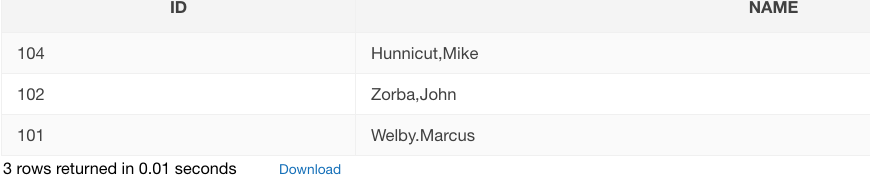 ID NAME
104 Hunnicut,Mike
102 Zorba,John
101 Welby.Marcus
3 rows returned in 0.01 seconds Download